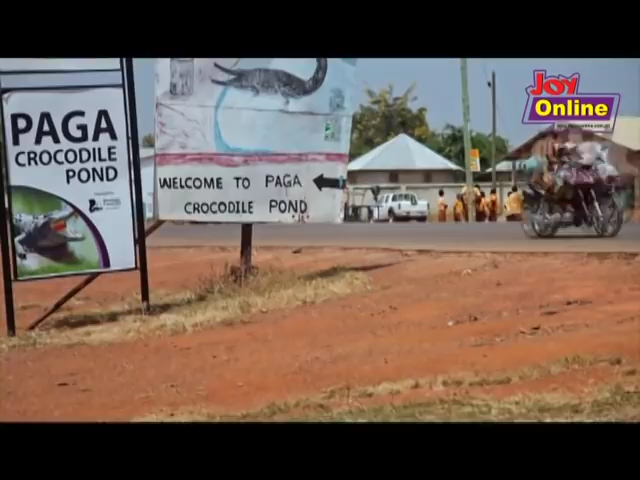 PAGA
CROCODILE
POND
WELCOME TO PAGA
CROCODILE POND
JOY
Online